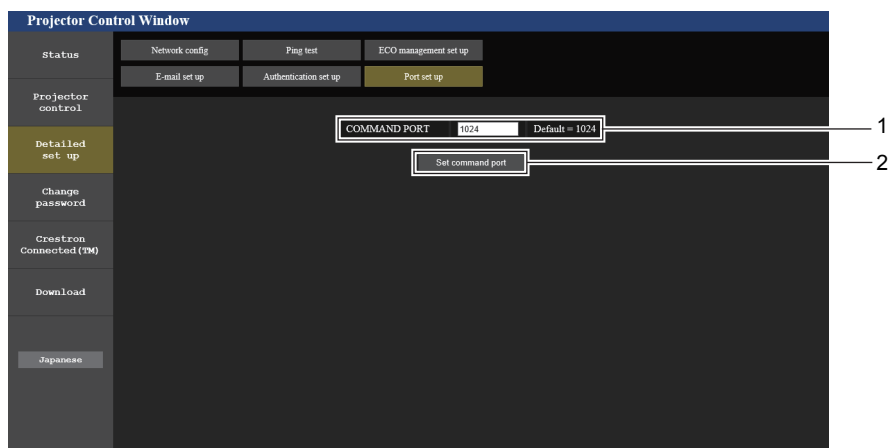 Projector Control Window
Status
Network config
Ping test
ECO management set up
E-mail set up
Authentication set up
Port set up
Projector
control
COMMAND PORT 1024 Default = 1024
1
Set command port
2
Detailed
set up
Change
password
Crestron
Connected(TM)
Download
Japanese